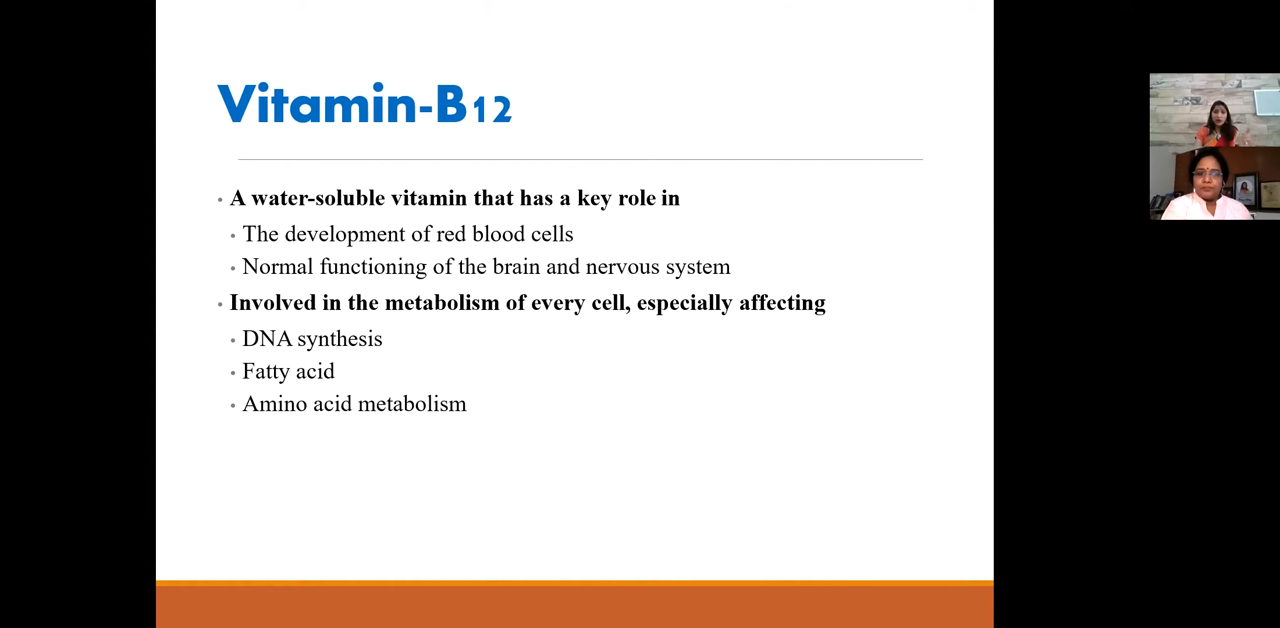 Vitamin-B12
• A water-soluble vitamin that has a key role in
• The development of red blood cells
• Normal functioning of the brain and nervous system
• Involved in the metabolism of every cell, especially affecting
• DNA synthesis
• Fatty acid
• Amino acid metabolism